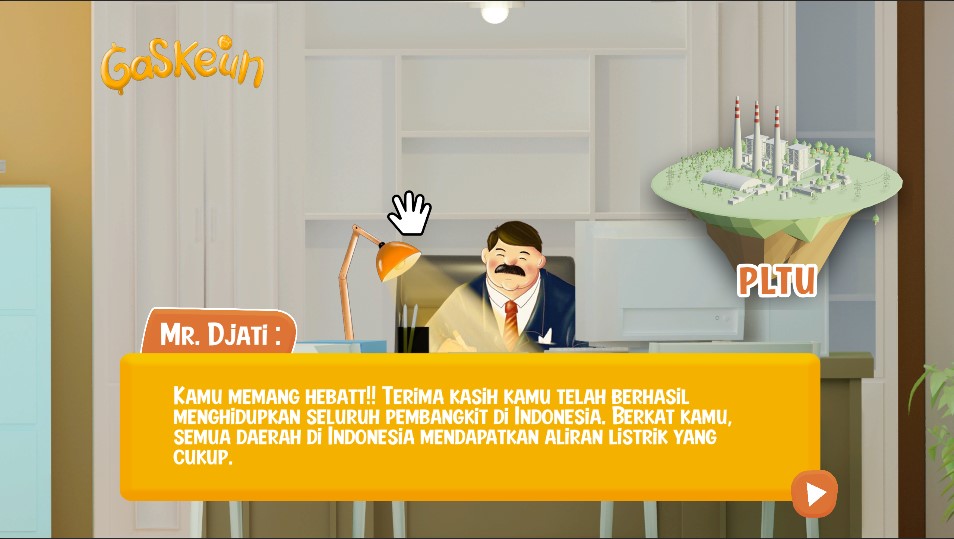 Gaskeun
PLTU
Mr. Djati :
Kamu memang hebatt!! Terima kasih kamu telah berhasil
menghidupkan seluruh pembangkit di Indonesia. Berkat kamu,
semua daerah di Indonesia mendapatkan aliran listrik yang
cukup.